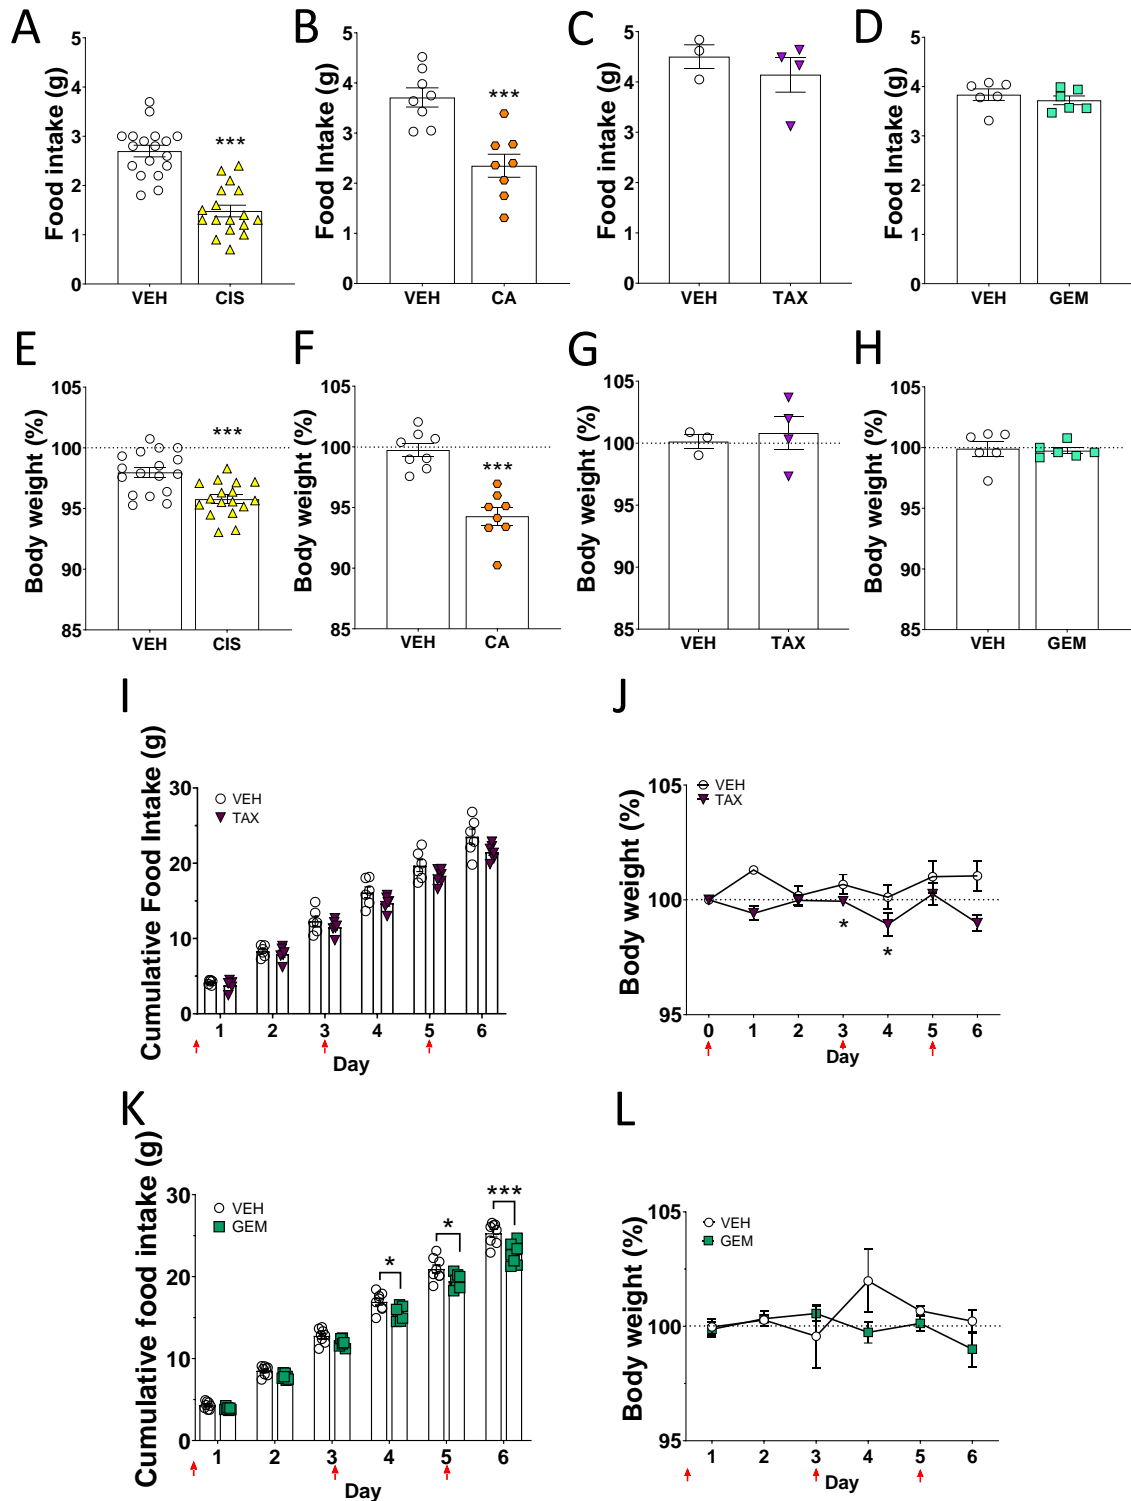 A
B
C
D
Food intake (g)
5
4
3
2
1
0
***
VEH
CIS
Food Intake (g)
5
4
3
2
1
0
***
VEH
CA
Food intake (g)
5
4
3
2
1
0
VEH
TAX
Food Intake (g)
5
4
3
2
1
0
VEH
GEM
E
F
G
H
Body weight (%)
105
100
95
90
85
***
VEH
CIS
Body weight (%)
105
100
95
90
85
***
VEH
CA
Body weight (%)
105
100
95
90
85
VEH
TAX
Body weight (%)
105
100
95
90
85
VEH
GEM
I
Cumulative Food Intake (g)
30
20
10
0
VEH
TAX
1 2 3 4 5 6
Day
J
Body weight (%)
105
100
95
VEH
TAX
*
*
0 1 2 3 4 5 6
Day
K
Cumulative food intake (g)
30
20
10
0
VEH
GEM
*
*
***
1 2 3 4 5 6
Day
L
Body weight (%)
105
100
95
VEH
GEM
1 2 3 4 5 6
Day